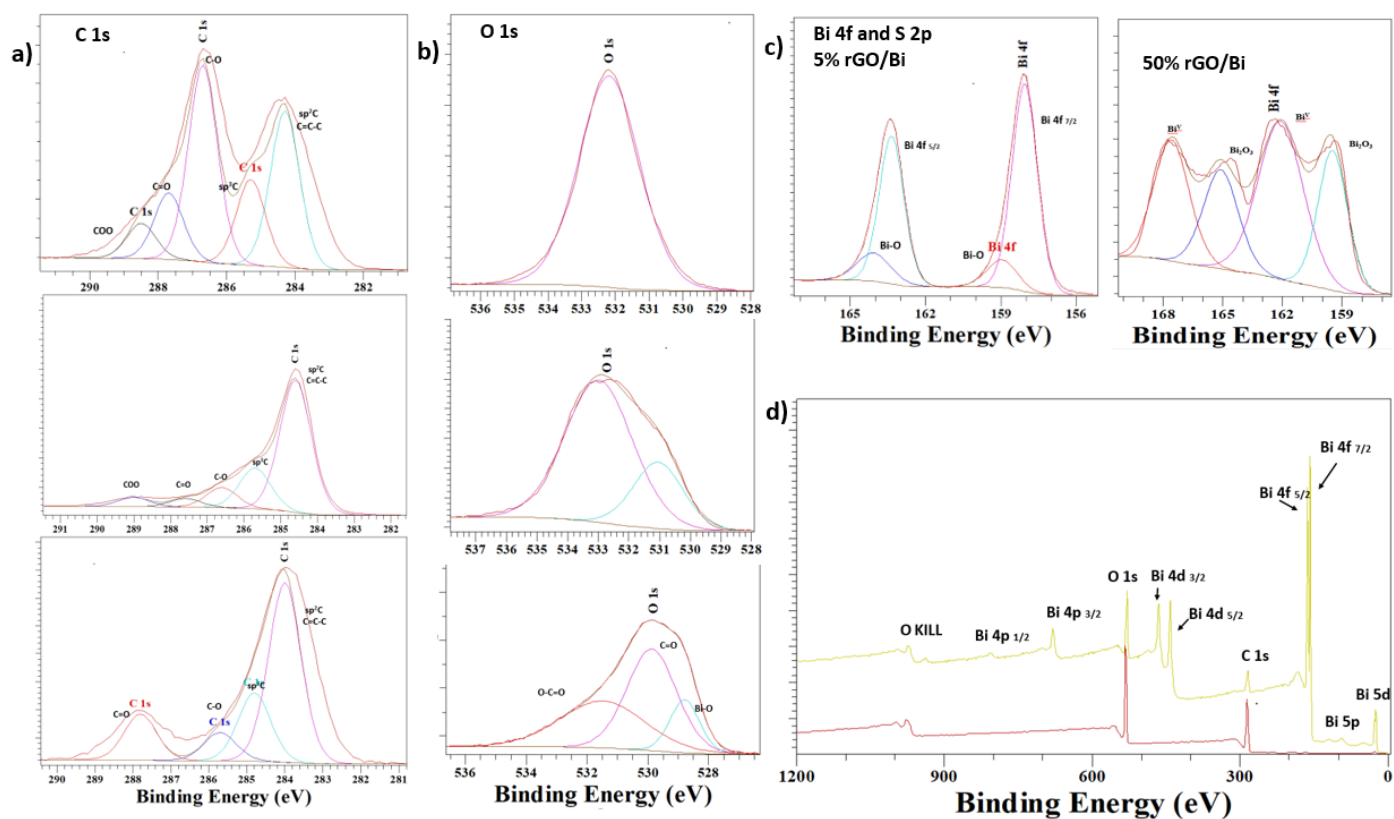 a)
C 1s
C 1s
C-O
sp²C
C=C-C
C 1s
C=O
sp³C
C 1s
COO
290
288
286
284
282
C 1s
sp²C
C=C-C
sp³C
C-O
COO
C=O
291
290
289
288
287
286
285
284
283
282
C 1s
sp²C
C=C-C
C 1s
C=O
C 1s
sp³C
C-O
C 1s
290
289
288
287
286
285
284
283
282
281
Binding Energy (eV)
b)
O 1s
O 1s
536
535
534
533
532
531
530
529
528
O 1s
537
536
535
534
533
532
531
530
529
528
O 1s
C=O
O-C=O
Bi-O
536
534
532
530
528
Binding Energy (eV)
c)
Bi 4f and S 2p
5% rGO/Bi
Bi 4f
Bi 4f 7/2
Bi 4f 5/2
Bi-O
Bi-O
Bi 4f
165
162
159
156
Binding Energy (eV)
50% rGO/Bi
Bi 4f
Biⱽ
Biⱽ
Bi₂O₃
Bi₂O₃
168
165
162
159
Binding Energy (eV)
d)
Bi 4f 7/2
Bi 4f 5/2
O 1s
Bi 4d 3/2
Bi 4d 5/2
Bi 4p 3/2
O KILL
Bi 4p 1/2
C 1s
Bi 5d
Bi 5p
1200
900
600
300
0
Binding Energy (eV)